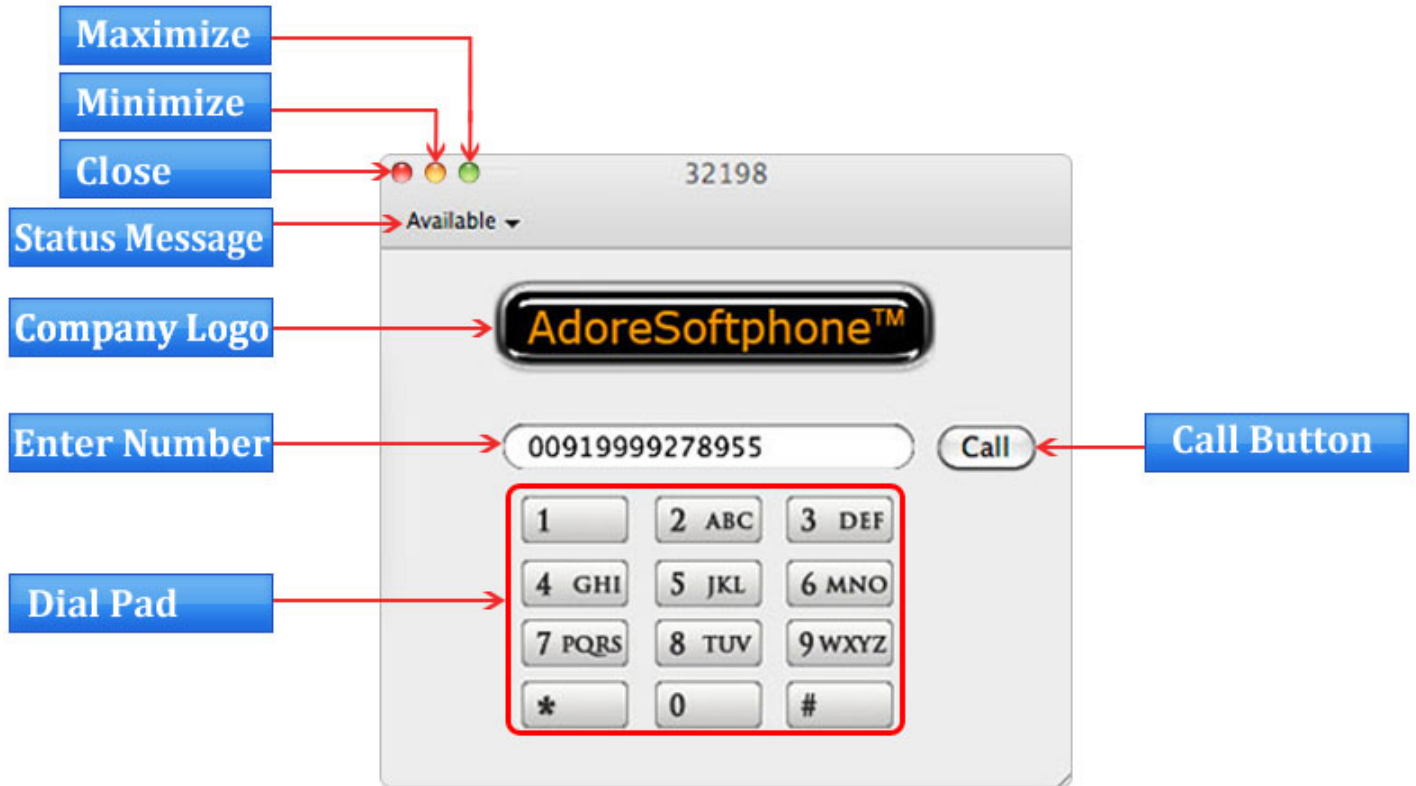 Maximize
Minimize
Close
Status Message
Company Logo
Enter Number
Dial Pad
32198
Available
AdoreSoftphone™
00919999278955
Call
Call Button
1
2 ABC
3 DEF
4 GHI
5 JKL
6 MNO
7 PQRS
8 TUV
9 WXYZ
*
0
#